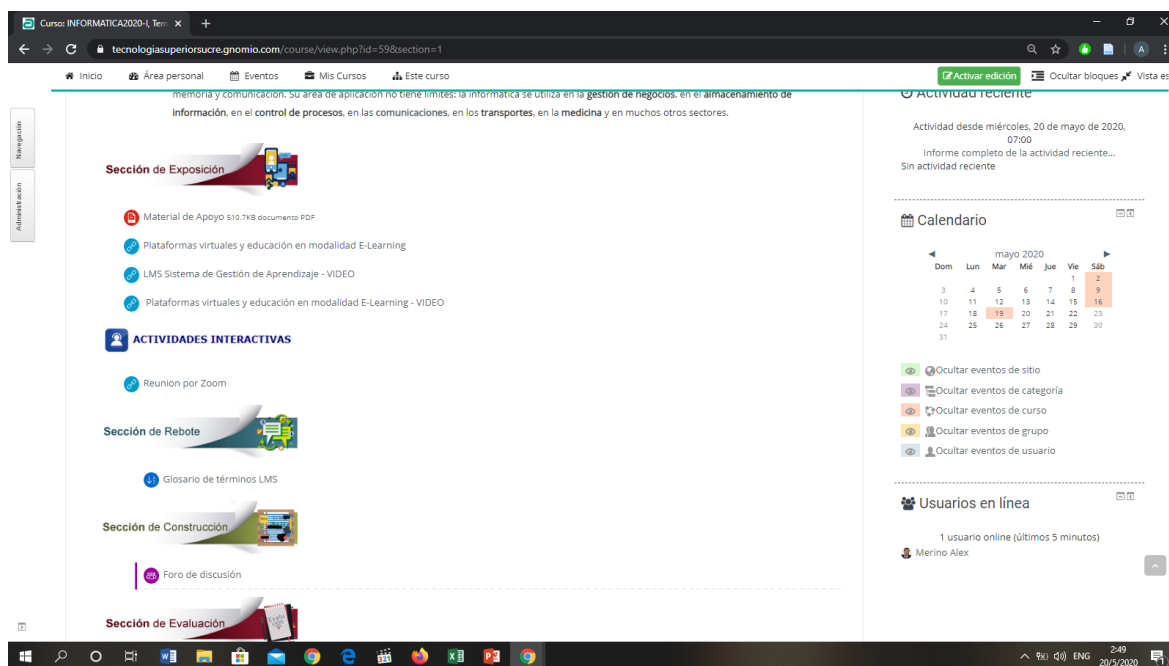 Curso: INFORMATICA2020-I, Tem
tecnologiasuperiorsucre.gnomio.com/course/view.php?id=59&section=1
Inicio
Área personal
Eventos
Mis Cursos
Este curso
Activar edición
Ocultar bloques
Vista es
Navegación
Administración
memoria y comunicación. Su área de aplicación no tiene límites: la informática se utiliza en la gestión de negocios, en el almacenamiento de
información, en el control de procesos, en las comunicaciones, en los transportes, en la medicina y en muchos otros sectores.
Sección de Exposición
Material de Apoyo 510.7KB documento PDF
Plataformas virtuales y educación en modalidad E-Learning
LMS Sistema de Gestión de Aprendizaje - VIDEO
Plataformas virtuales y educación en modalidad E-Learning - VIDEO
ACTIVIDADES INTERACTIVAS
Reunion por Zoom
Sección de Rebote
Glosario de términos LMS
Sección de Construcción
Foro de discusión
Sección de Evaluación
Actividad reciente
Actividad desde miércoles, 20 de mayo de 2020,
07:00
Informe completo de la actividad reciente...
Sin actividad reciente
Calendario
mayo 2020
Dom Lun Mar Mié Jue Vie Sáb
1 2
3 4 5 6 7 8 9
10 11 12 13 14 15 16
17 18 19 20 21 22 23
24 25 26 27 28 29 30
31
Ocultar eventos de sitio
Ocultar eventos de categoría
Ocultar eventos de curso
Ocultar eventos de grupo
Ocultar eventos de usuario
Usuarios en línea
1 usuario online (últimos 5 minutos)
Merino Alex
ENG
2:49
20/5/2020